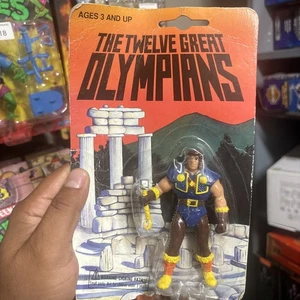 AGES 3 AND UP
THE TWELVE GREAT
OLYMPIANS